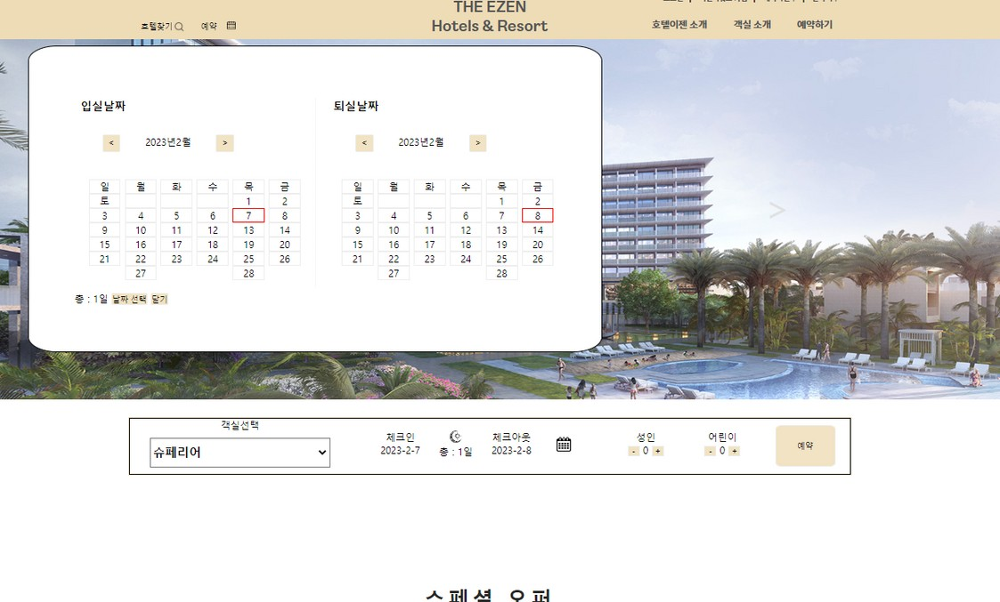 THE EZEN
호텔찾기 예약
Hotels & Resort
호텔이젠 소개 객실 소개 예약하기
입실날짜 퇴실날짜
< 2023년2월 > < 2023년2월 >
일 월 화 수 목 금 일 월 화 수 목 금
토 1 2 토 1 2
3 4 5 6 7 8 3 4 5 6 7 8
9 10 11 12 13 14 9 10 11 12 13 14
15 16 17 18 19 20 15 16 17 18 19 20
21 22 23 24 25 26 21 22 23 24 25 26
27 28 27 28
총 : 1일 날짜 선택 닫기
>
객실선택
슈페리어
체크인 체크아웃 성인 어린이
2023-2-7 총 : 1일 2023-2-8 - 0 + - 0 +
예약
스페셜 오퍼